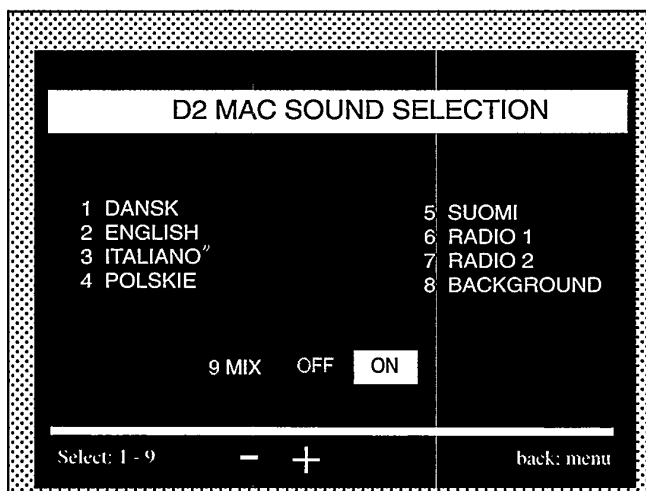 D2 MAC SOUND SELECTION
1 DANSK
2 ENGLISH
3 ITALIANO”
4 POLSKIE
5 SUOMI
6 RADIO 1
7 RADIO 2
8 BACKGROUND
9 MIX OFF ON
Select: 1 - 9 − + back: menu